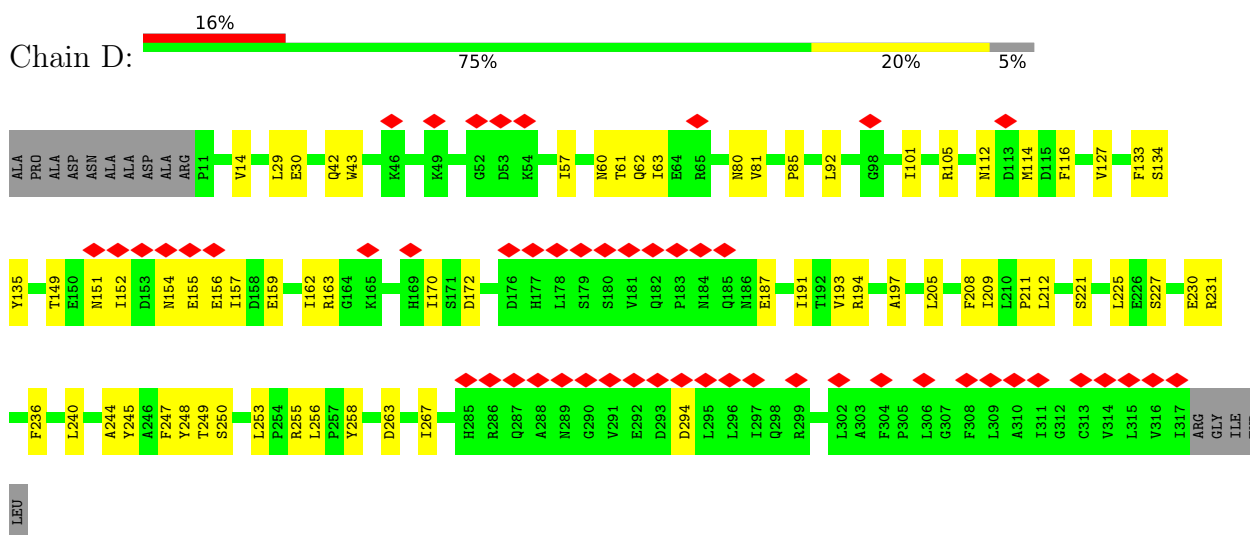 16%
Chain D:
75% 20% 5%
ALA PRO ALA ASP ASN ALA ALA ASP ALA ARG P11 V14 L29 E30 Q42 W43 K46 K49 G52 D53 K54 I57 N60 T61 Q62 I63 E64 R65 N80 V81 P85 L92 G98 I101 R105 N112 D113 M114 D115 F116 V127 F133 S134
Y135 T149 E150 N151 I152 D153 N154 E155 E156 I157 D158 E159 I162 R163 G164 K165 H169 I170 S171 D172 D176 H177 L178 S179 S180 V181 Q182 P183 N184 Q185 N186 E187 I191 T192 V193 R194 A197 L205 F208 I209 L210 P211 L212 S221 L225 E226 S227 E230 R231
F236 L240 A244 Y245 A246 F247 Y248 T249 S250 L253 P254 R255 L256 P257 Y258 D263 I267 H285 R286 Q287 A288 N289 G290 V291 E292 D293 D294 L295 L296 I297 Q298 R299 L302 A303 F304 P305 L306 G307 F308 L309 A310 I311 G312 C313 V314 L315 V316 I317 ARG GLY ILE
LEU